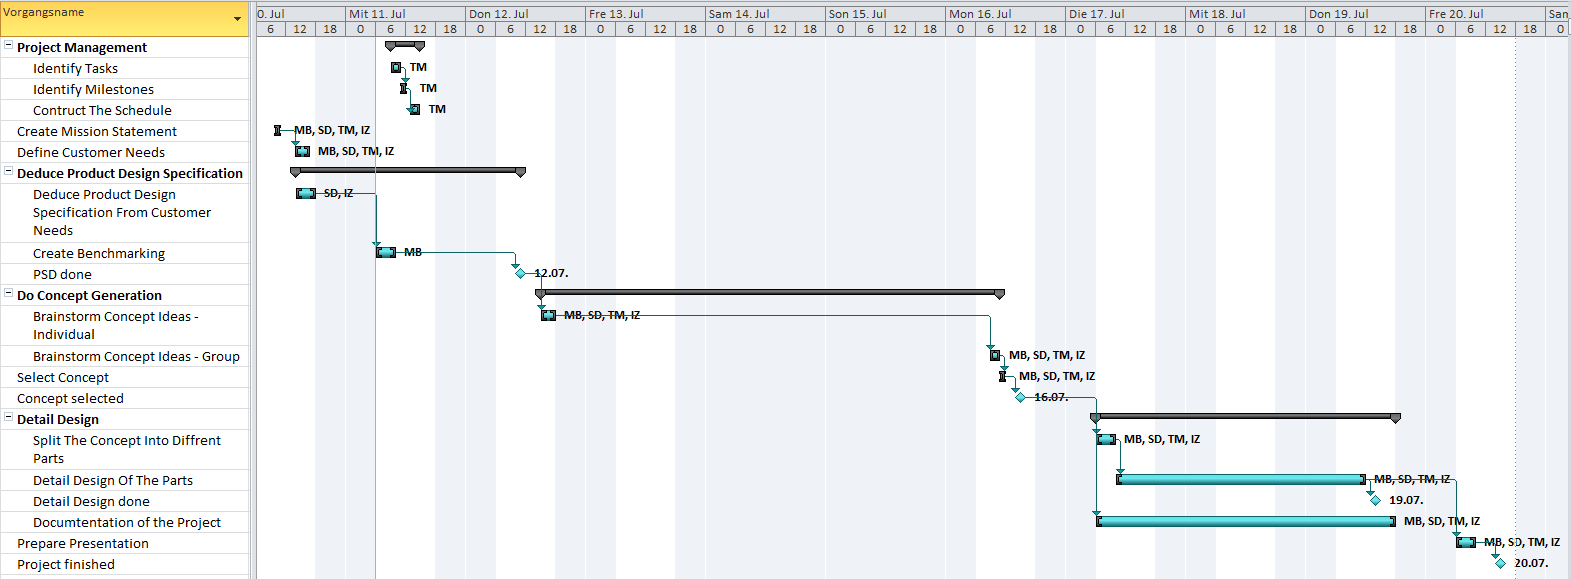 Vorgangsname
0. Jul Mit 11. Jul Don 12. Jul Fre 13. Jul Sam 14. Jul Son 15. Jul Mon 16. Jul Die 17. Jul Mit 18. Jul Don 19. Jul Fre 20. Jul Sam
6 12 18 0 6 12 18 0 6 12 18 0 6 12 18 0 6 12 18 0 6 12 18 0 6 12 18 0 6 12 18 0 6 12 18 0 6 12 18 0 6 12 18 0
Project Management
Identify Tasks TM
Identify Milestones TM
Contruct The Schedule TM
Create Mission Statement MB, SD, TM, IZ
Define Customer Needs MB, SD, TM, IZ
Deduce Product Design Specification
Deduce Product Design SD, IZ
Specification From Customer
Needs
Create Benchmarking MB
PSD done 12.07.
Do Concept Generation
Brainstorm Concept Ideas - MB, SD, TM, IZ
Individual
Brainstorm Concept Ideas - Group MB, SD, TM, IZ
Select Concept MB, SD, TM, IZ
Concept selected 16.07.
Detail Design
Split The Concept Into Diffrent MB, SD, TM, IZ
Parts
Detail Design Of The Parts MB, SD, TM, IZ
Detail Design done 19.07.
Documtentation of the Project MB, SD, TM, IZ
Prepare Presentation MB, SD, TM, IZ
Project finished 20.07.